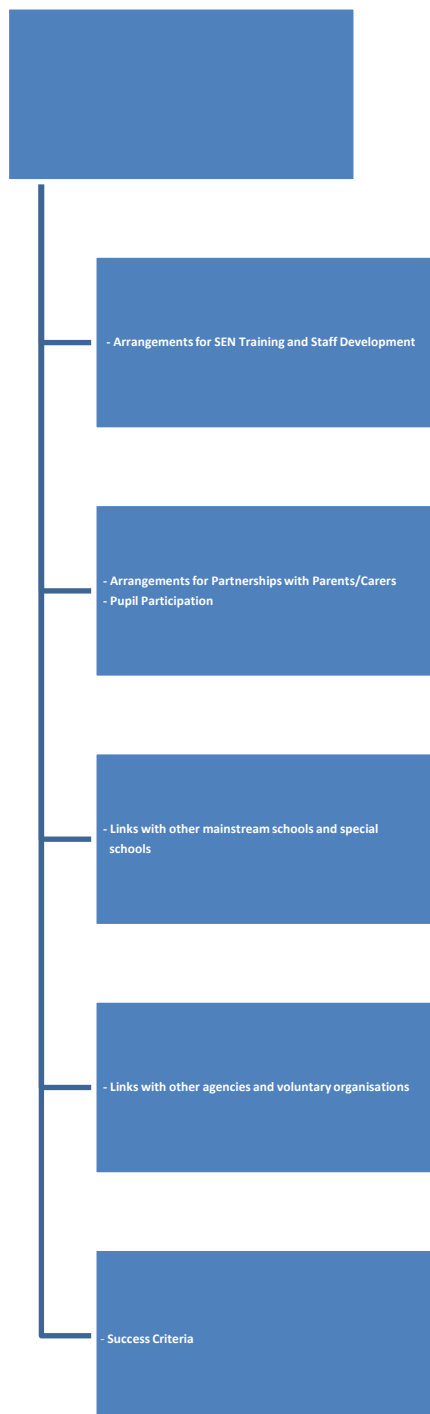 - Arrangements for SEN Training and Staff Development
- Arrangements for Partnerships with Parents/Carers
- Pupil Participation
- Links with other mainstream schools and special
schools
- Links with other agencies and voluntary organisations
- Success Criteria